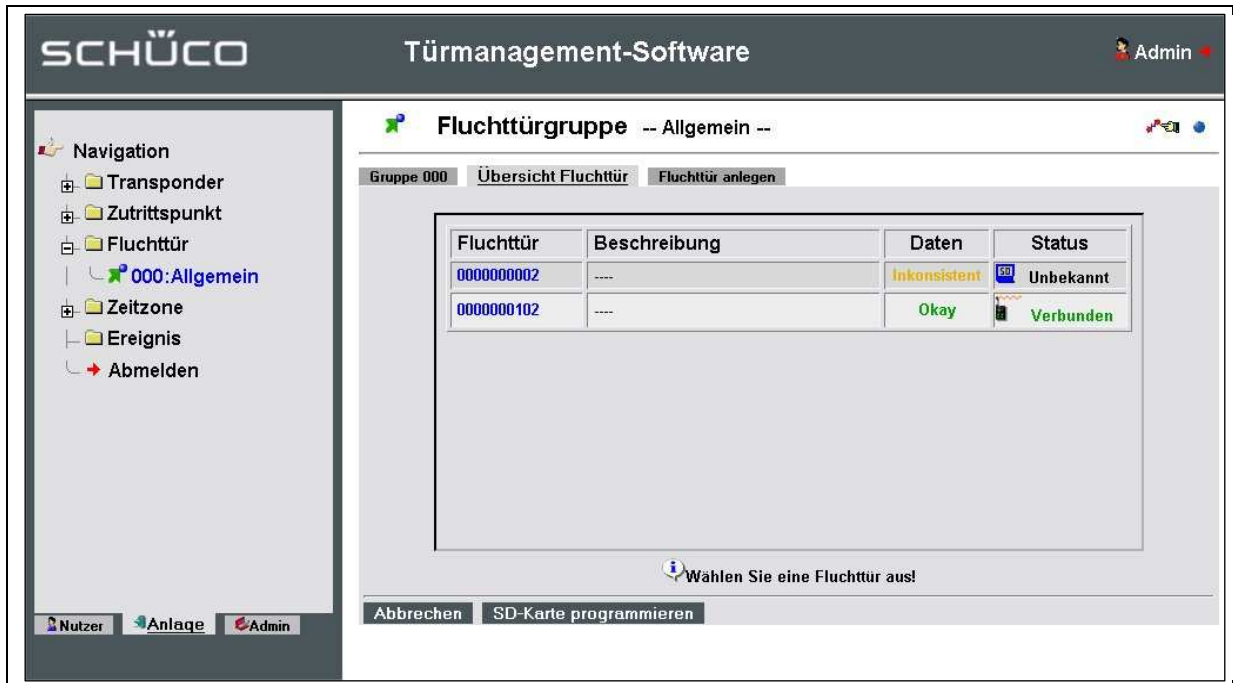 SCHÜCO
Türmanagement-Software
Admin
Navigation
Transponder
Zutrittspunkt
Fluchttür
000:Allgemein
Zeitzone
Ereignis
Abmelden
Nutzer Anlage Admin
Fluchttürgruppe -- Allgemein --
Gruppe 000 Übersicht Fluchttür Fluchttür anlegen
Fluchttür Beschreibung Daten Status
0000000002 ---- Inkonsistent SD Unbekannt
0000000102 ---- Okay Verbunden
Wählen Sie eine Fluchttür aus!
Abbrechen SD-Karte programmieren